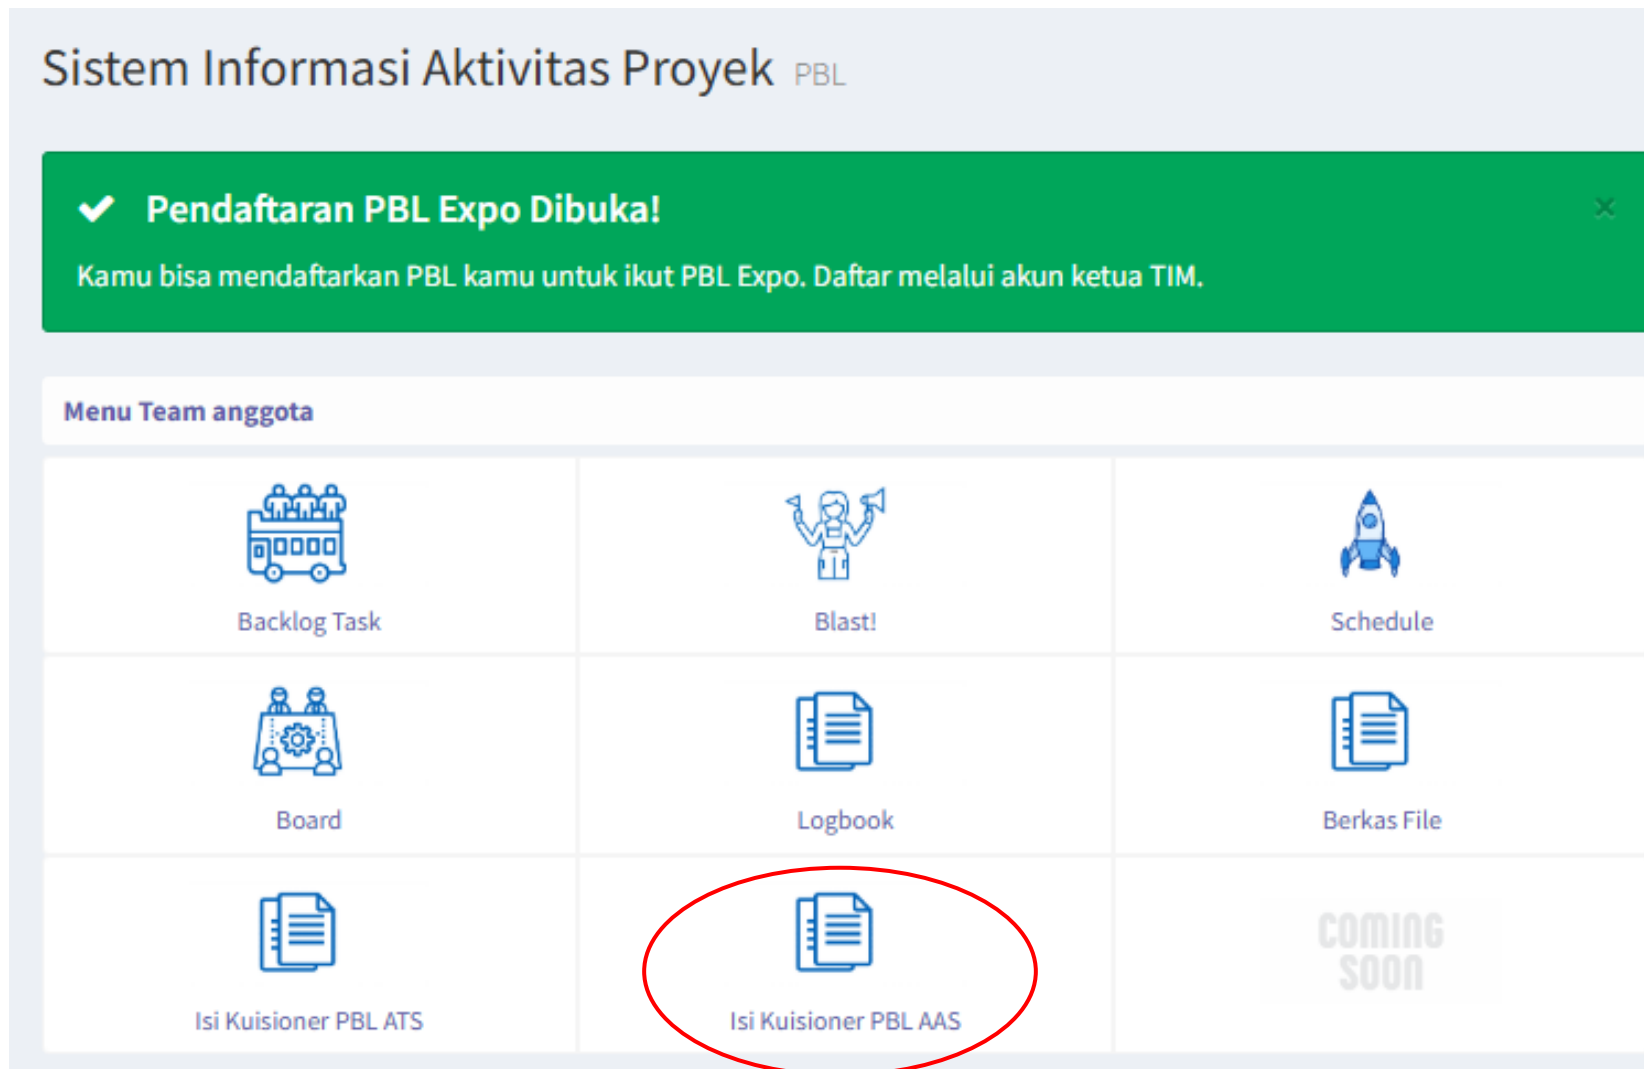 Sistem Informasi Aktivitas Proyek PBL
Pendaftaran PBL Expo Dibuka!
Kamu bisa mendaftarkan PBL kamu untuk ikut PBL Expo. Daftar melalui akun ketua TIM.
Menu Team anggota
Backlog Task
Blast!
Schedule
Board
Logbook
Berkas File
Isi Kuisioner PBL ATS
Isi Kuisioner PBL AAS
COMING
SOON